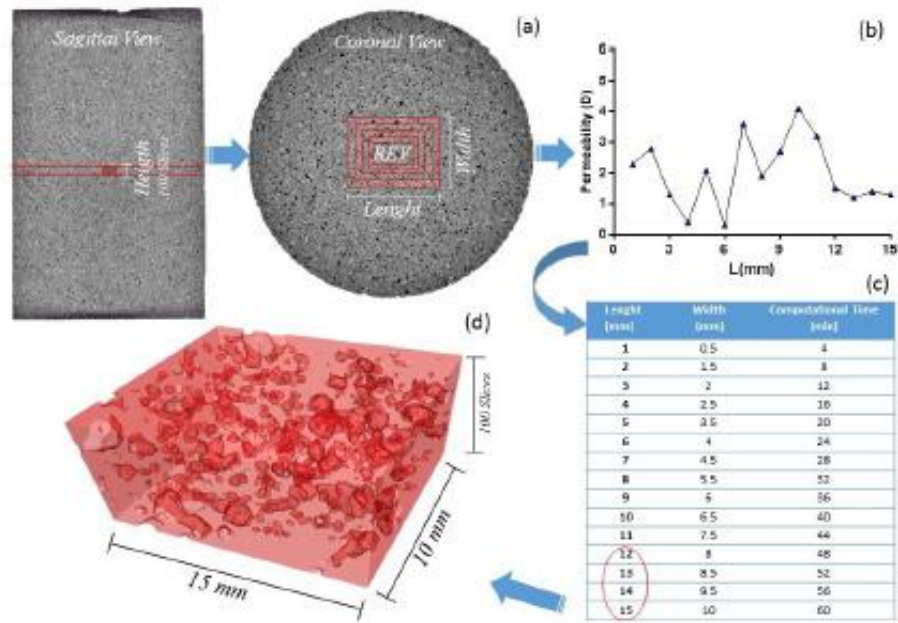 (a)
Sagittal View
Heigth
100 Slices
Coronal View
REV
Width
Lenght
(b)
Permeability (D)
6
5
4
3
2
1
0
0 3 6 9 12 15
L(mm)
(c)
Lenght (mm) Width (mm) Computational Time (min)
1 0.5 4
2 1.5 8
3 2 12
4 2.5 16
5 3.5 20
6 4 24
7 4.5 28
8 5.5 32
9 6 36
10 6.5 40
11 7.5 44
12 8 48
13 8.5 52
14 9.5 56
15 10 60
(d)
100 Slices
10 mm
15 mm